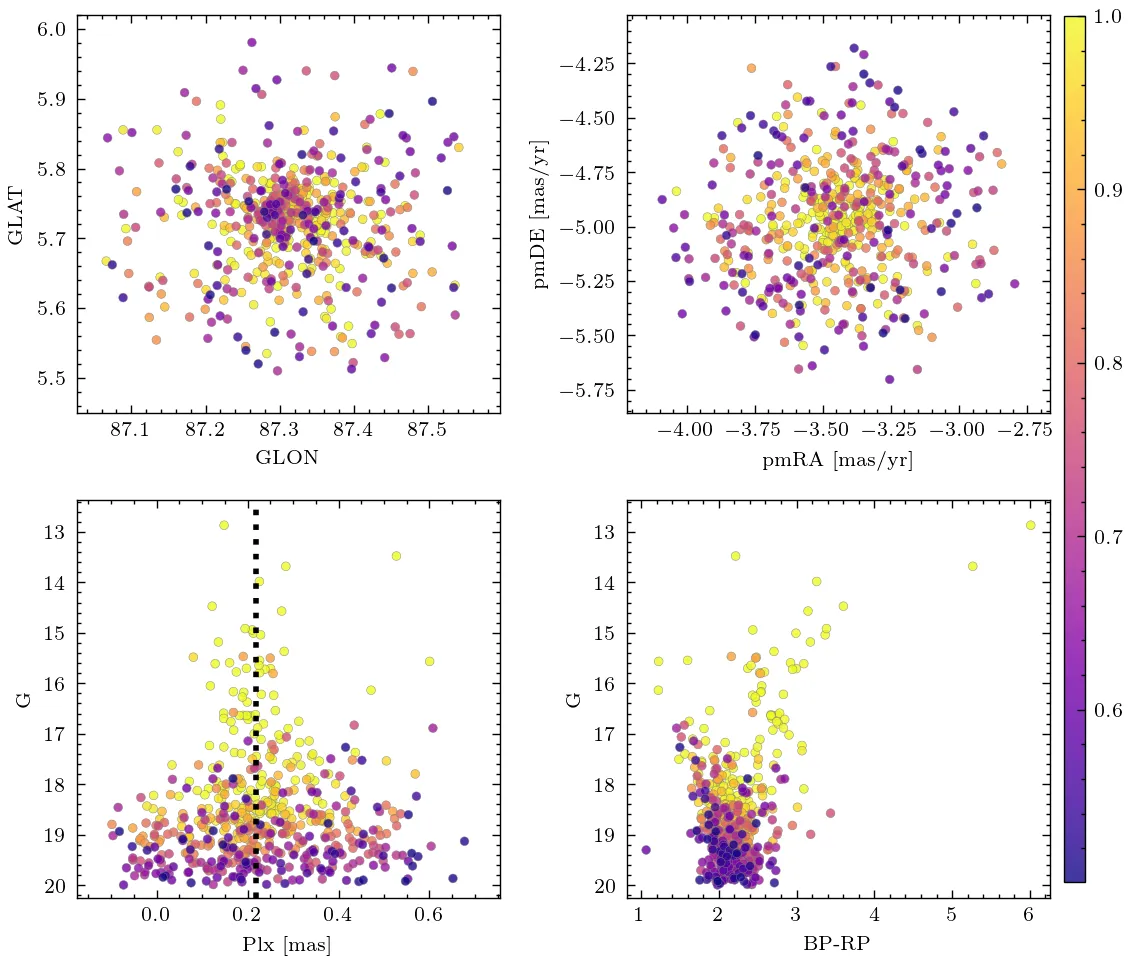 6.0
5.9
5.8
5.7
5.6
5.5
GLAT
87.1 87.2 87.3 87.4 87.5
GLON
−4.25
−4.50
−4.75
−5.00
−5.25
−5.50
−5.75
pmDE [mas/yr]
−4.00 −3.75 −3.50 −3.25 −3.00 −2.75
pmRA [mas/yr]
1.0
0.9
0.8
0.7
0.6
13
14
15
16
17
18
19
20
G
0.0 0.2 0.4 0.6
Plx [mas]
13
14
15
16
17
18
19
20
G
1 2 3 4 5 6
BP-RP